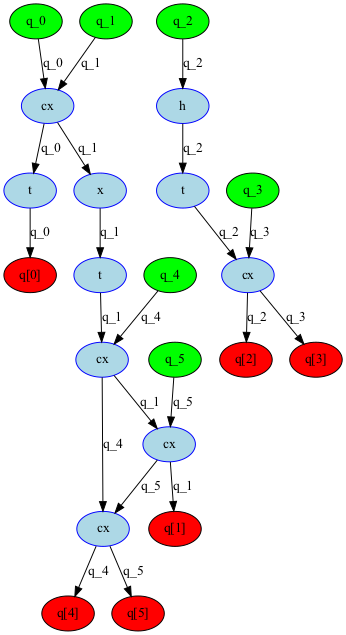 q_0 q_1 q_2
q_0 q_1 q_2
cx h
q_0 q_1 q_2
t x t q_3
q_0 q_1 q_2 q_3
q[0] t q_4 cx
q_1 q_4 q_2 q_3
cx q_5 q[2] q[3]
q_1 q_5
q_4 cx
q_5 q_1
cx q[1]
q_4 q_5
q[4] q[5]